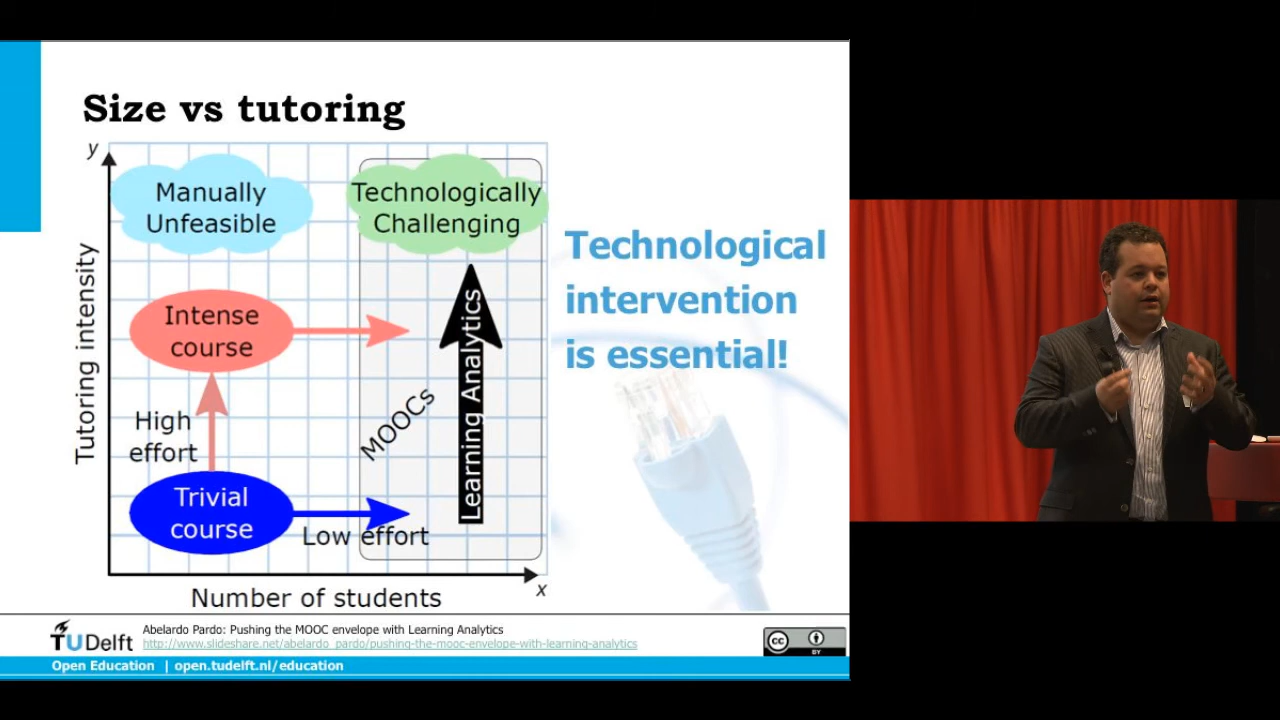 Size vs tutoring
y
Manually
Unfeasible
Technologically
Challenging
Technological
intervention
is essential!
Tutoring intensity
Intense
course
Learning Analytics
MOOCs
High
effort
Trivial
course
Low effort
x
Number of students
TUDelft
Abelardo Pardo: Pushing the MOOC envelope with Learning Analytics
http://www.slideshare.net/abelardo_pardo/pushing-the-mooc-envelope-with-learning-analytics
cc
BY
Open Education | open.tudelft.nl/education